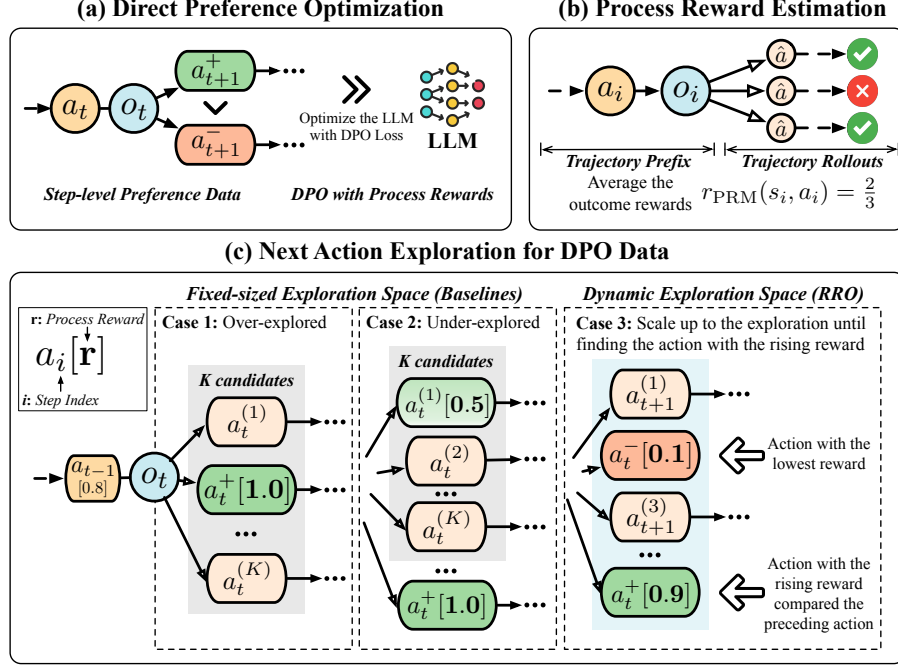 (a) Direct Preference Optimization
a_{t+1}^{+}
a_t
o_t
a_{t+1}^{-}
Optimize the LLM
with DPO Loss
LLM
Step-level Preference Data
DPO with Process Rewards
(b) Process Reward Estimation
a_i
o_i
â
â
â
Trajectory Prefix
Trajectory Rollouts
Average the
outcome rewards
r_{PRM}(s_i, a_i) = 2/3
(c) Next Action Exploration for DPO Data
Fixed-sized Exploration Space (Baselines)
Dynamic Exploration Space (RRO)
r: Process Reward
a_i[r]
i: Step Index
a_{t-1}
[0.8]
o_t
Case 1: Over-explored
K candidates
a_t^{(1)}
a_t^{+}[1.0]
...
a_t^{(K)}
Case 2: Under-explored
K candidates
a_t^{(1)}[0.5]
a_t^{(2)}
...
a_t^{(K)}
...
a_t^{+}[1.0]
Case 3: Scale up to the exploration until
finding the action with the rising reward
a_{t+1}^{(1)}
a_t^{-}[0.1]
a_{t+1}^{(3)}
...
a_t^{+}[0.9]
Action with the
lowest reward
Action with the
rising reward
compared the
preceding action